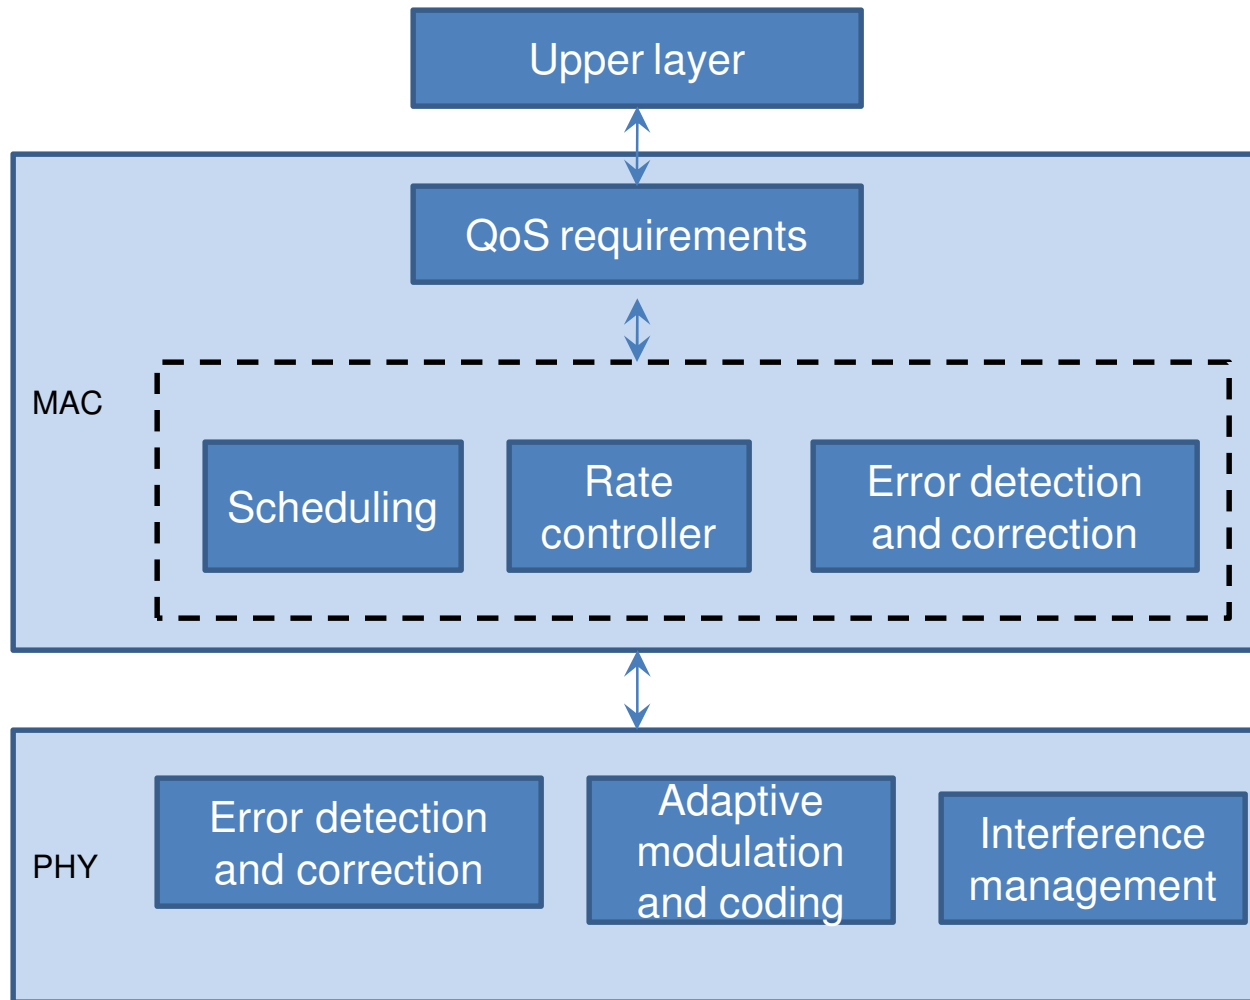 Upper layer
QoS requirements
MAC
Scheduling
Rate
controller
Error detection
and correction
PHY
Error detection
and correction
Adaptive
modulation
and coding
Interference
management